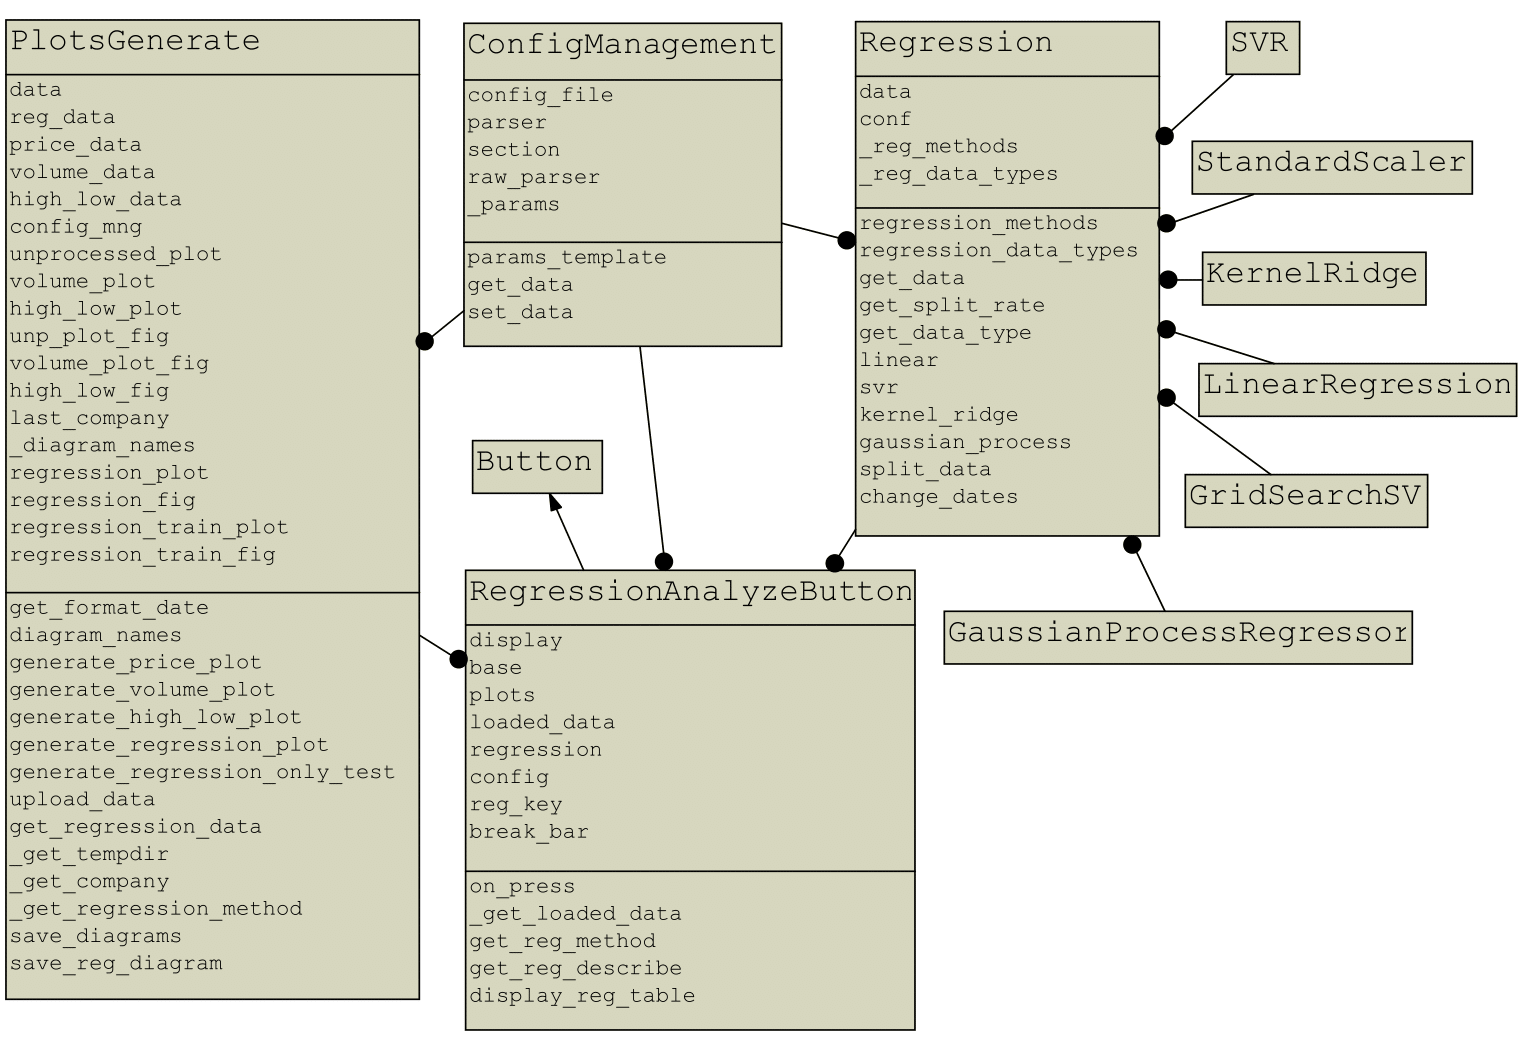 PlotsGenerate
data
reg_data
price_data
volume_data
high_low_data
config_mng
unprocessed_plot
volume_plot
high_low_plot
unp_plot_fig
volume_plot_fig
high_low_fig
last_company
_diagram_names
regression_plot
regression_fig
regression_train_plot
regression_train_fig
get_format_date
diagram_names
generate_price_plot
generate_volume_plot
generate_high_low_plot
generate_regression_plot
generate_regression_only_test
upload_data
get_regression_data
_get_tempdir
_get_company
_get_regression_method
save_diagrams
save_reg_diagram
ConfigManagement
config_file
parser
section
raw_parser
_params
params_template
get_data
set_data
Button
RegressionAnalyzeButton
display
base
plots
loaded_data
regression
config
reg_key
break_bar
on_press
_get_loaded_data
get_reg_method
get_reg_describe
display_reg_table
Regression
data
conf
_reg_methods
_reg_data_types
regression_methods
regression_data_types
get_data
get_split_rate
get_data_type
linear
svr
kernel_ridge
gaussian_process
split_data
change_dates
SVR
StandardScaler
KernelRidge
LinearRegression
GridSearchSV
GaussianProcessRegressor